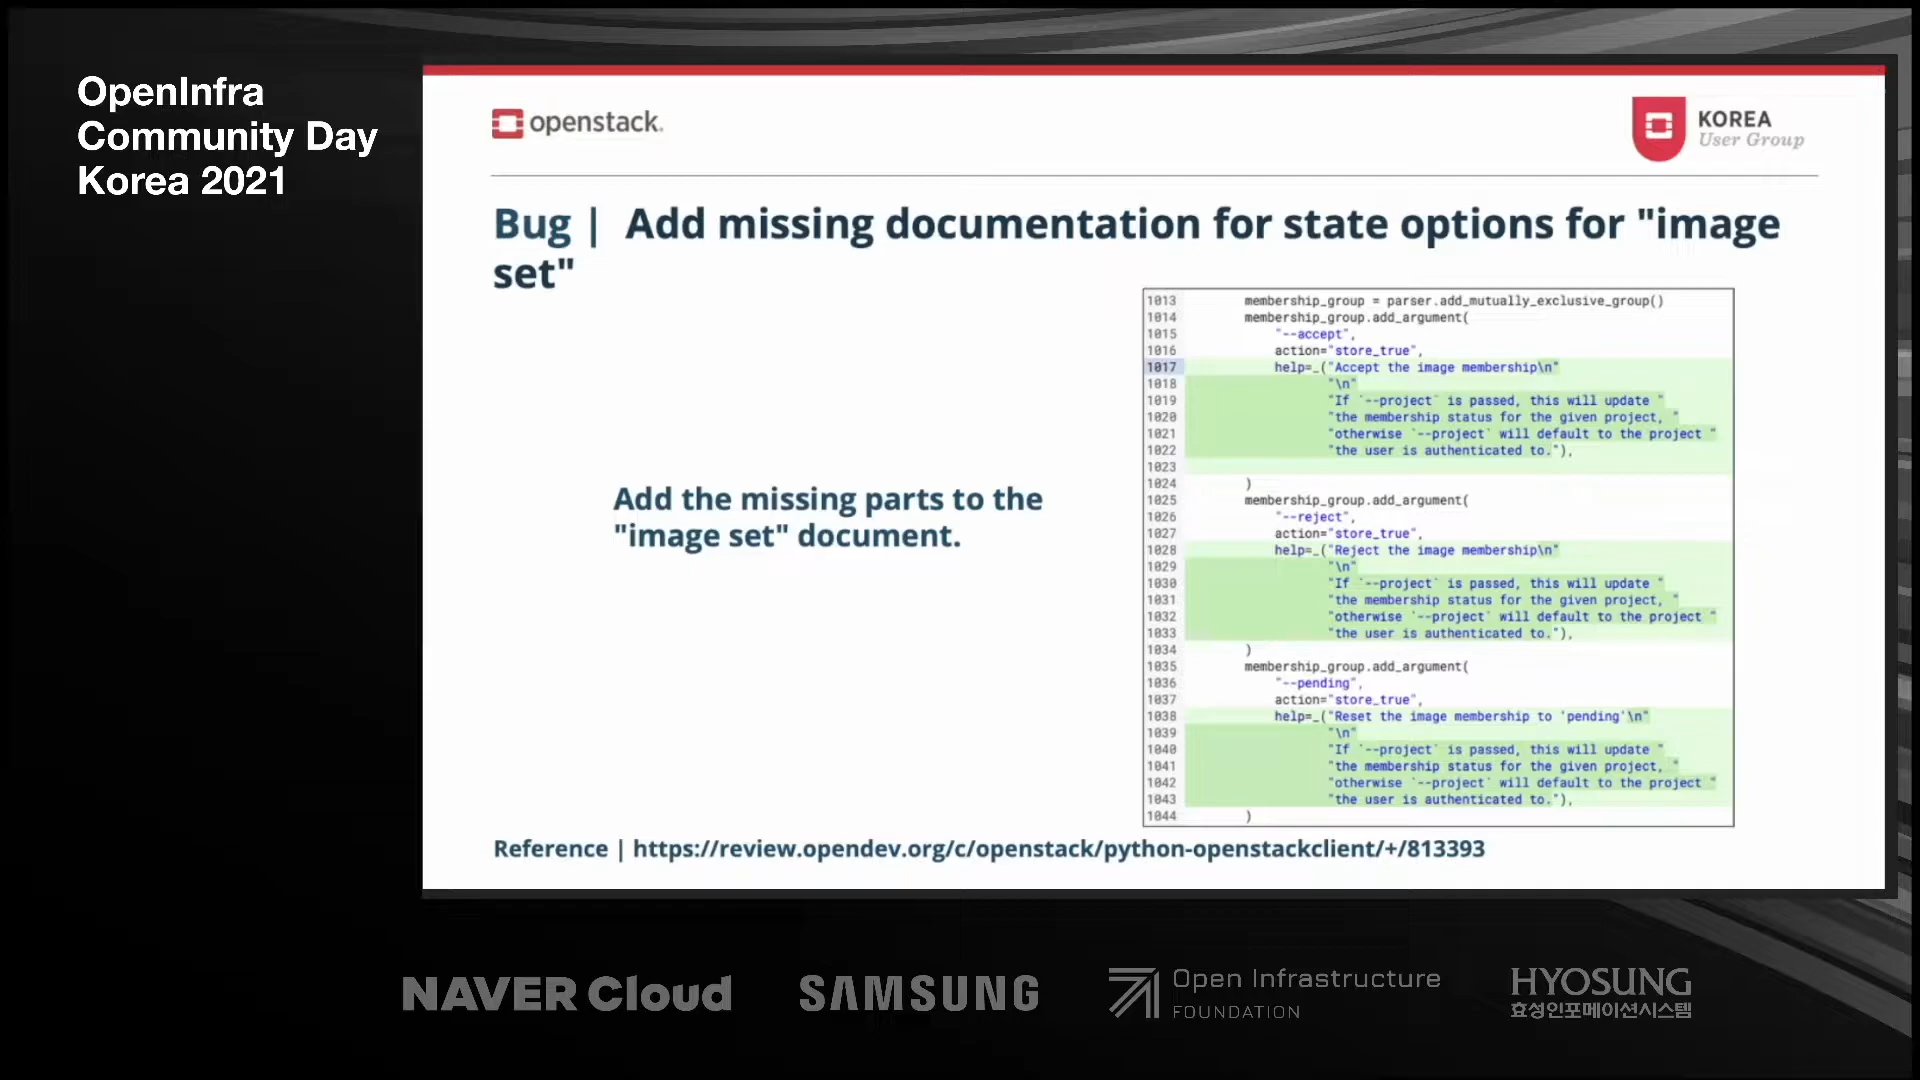 OpenInfra
Community Day
Korea 2021
openstack.
KOREA
User Group
Bug | Add missing documentation for state options for "image
set"
Add the missing parts to the
"image set" document.
1013 membership_group = parser.add_mutually_exclusive_group()
1014 membership_group.add_argument(
1015 "--accept",
1016 action="store_true",
1017 help=_("Accept the image membership\n"
1018 "\n"
1019 "If `--project` is passed, this will update "
1020 "the membership status for the given project, "
1021 "otherwise `--project` will default to the project "
1022 "the user is authenticated to."),
1023
1024 )
1025 membership_group.add_argument(
1026 "--reject",
1027 action="store_true",
1028 help=_("Reject the image membership\n"
1029 "\n"
1030 "If `--project` is passed, this will update "
1031 "the membership status for the given project, "
1032 "otherwise `--project` will default to the project "
1033 "the user is authenticated to."),
1034 )
1035 membership_group.add_argument(
1036 "--pending",
1037 action="store_true",
1038 help=_("Reset the image membership to 'pending'\n"
1039 "\n"
1040 "If `--project` is passed, this will update "
1041 "the membership status for the given project, "
1042 "otherwise `--project` will default to the project "
1043 "the user is authenticated to."),
1044 )
Reference | https://review.opendev.org/c/openstack/python-openstackclient/+/813393
NAVER Cloud
SAMSUNG
Open Infrastructure
FOUNDATION
HYOSUNG
효성인포메이션시스템